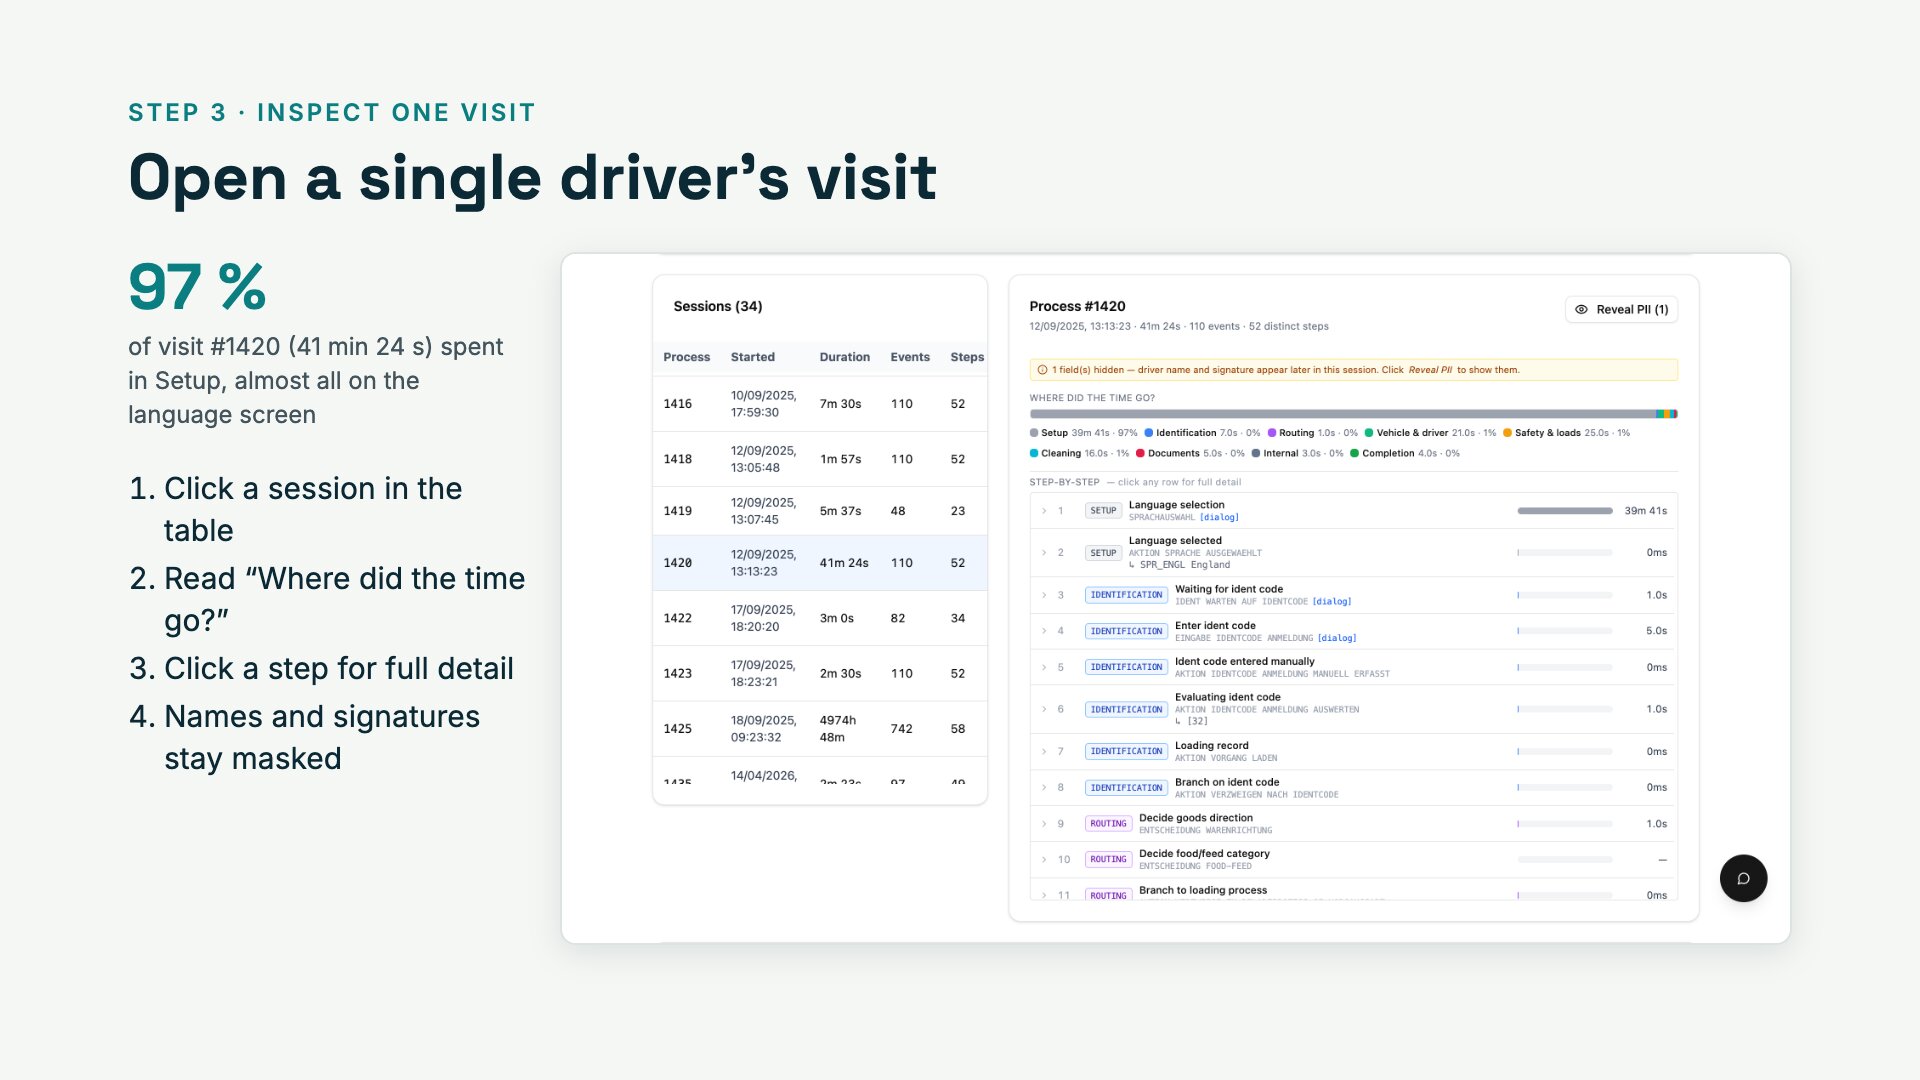 STEP 3 · INSPECT ONE VISIT
Open a single driver’s visit
97 %
of visit #1420 (41 min 24 s) spent
in Setup, almost all on the
language screen
1. Click a session in the
table
2. Read “Where did the time
go?”
3. Click a step for full detail
4. Names and signatures
stay masked
Sessions (34)
Process Started Duration Events Steps
1416 10/09/2025, 17:59:30 7m 30s 110 52
1418 12/09/2025, 13:05:48 1m 57s 110 52
1419 12/09/2025, 13:07:45 5m 37s 48 23
1420 12/09/2025, 13:13:23 41m 24s 110 52
1422 17/09/2025, 18:20:20 3m 0s 82 34
1423 17/09/2025, 18:23:21 2m 30s 110 52
1425 18/09/2025, 09:23:32 4974h 48m 742 58
1435 14/04/2026, 2m 23s 97 49
Process #1420
12/09/2025, 13:13:23 · 41m 24s · 110 events · 52 distinct steps
Reveal PII (1)
1 field(s) hidden — driver name and signature appear later in this session. Click Reveal PII to show them.
WHERE DID THE TIME GO?
Setup 39m 41s · 97% Identification 7.0s · 0% Routing 1.0s · 0% Vehicle & driver 21.0s · 1% Safety & loads 25.0s · 1%
Cleaning 16.0s · 1% Documents 5.0s · 0% Internal 3.0s · 0% Completion 4.0s · 0%
STEP-BY-STEP — click any row for full detail
1 SETUP Language selection 39m 41s
SPRACHAUSWAHL [dialog]
2 SETUP Language selected 0ms
AKTION SPRACHE AUSGEWAEHLT
↳ SPR_ENGL England
3 IDENTIFICATION Waiting for ident code 1.0s
IDENT WARTEN AUF IDENTCODE [dialog]
4 IDENTIFICATION Enter ident code 5.0s
EINGABE IDENTCODE ANMELDUNG [dialog]
5 IDENTIFICATION Ident code entered manually 0ms
AKTION IDENTCODE ANMELDUNG MANUELL ERFASST
6 IDENTIFICATION Evaluating ident code 1.0s
AKTION IDENTCODE ANMELDUNG AUSWERTEN
↳ [32]
7 IDENTIFICATION Loading record 0ms
AKTION VORGANG LADEN
8 IDENTIFICATION Branch on ident code 0ms
AKTION VERZWEIGEN NACH IDENTCODE
9 ROUTING Decide goods direction 1.0s
ENTSCHEIDUNG WARENRICHTUNG
10 ROUTING Decide food/feed category —
ENTSCHEIDUNG FOOD-FEED
11 ROUTING Branch to loading process 0ms